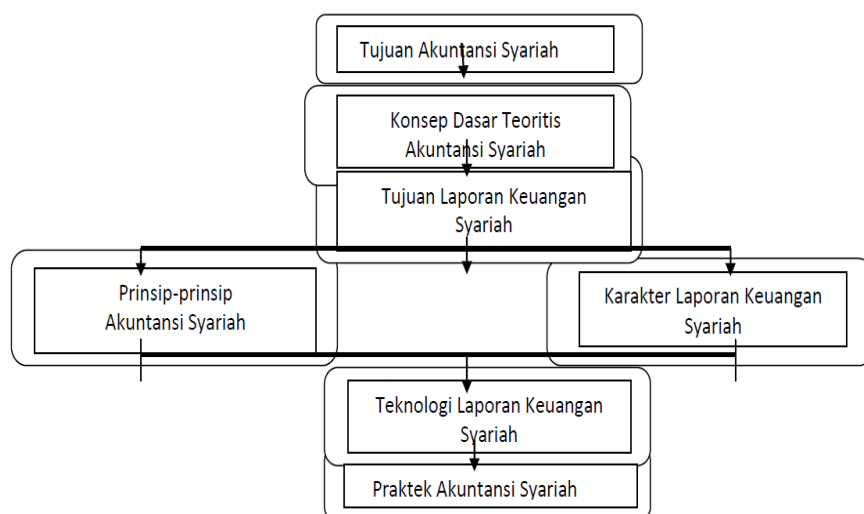 Tujuan Akuntansi Syariah
Konsep Dasar Teoritis
Akuntansi Syariah
Tujuan Laporan Keuangan
Syariah
Prinsip-prinsip
Akuntansi Syariah
Karakter Laporan Keuangan
Syariah
Teknologi Laporan Keuangan
Syariah
Praktek Akuntansi Syariah